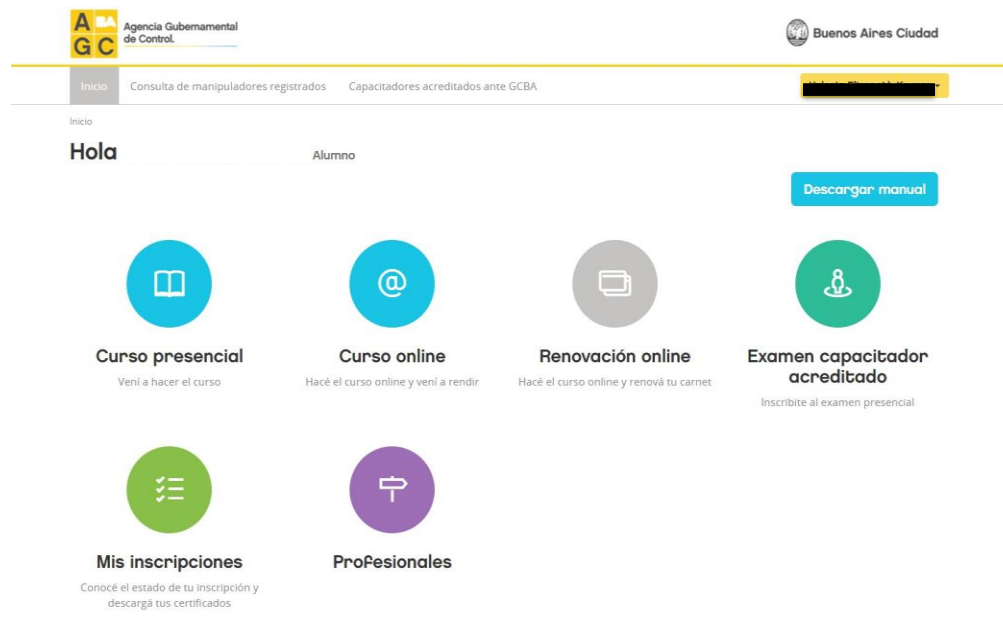 A BA
G C
Agencia Gubernamental
de Control.
Buenos Aires Ciudad
Inicio
Consulta de manipuladores registrados
Capacitadores acreditados ante GCBA
Inicio
Hola
Alumno
Descargar manual
@
Curso presencial
Vení a hacer el curso
Curso online
Hacé el curso online y vení a rendir
Renovación online
Hacé el curso online y renová tu carnet
Examen capacitador
acreditado
Inscribite al examen presencial
Mis inscripciones
Conocé el estado de tu inscripción y
descargá tus certificados
Profesionales